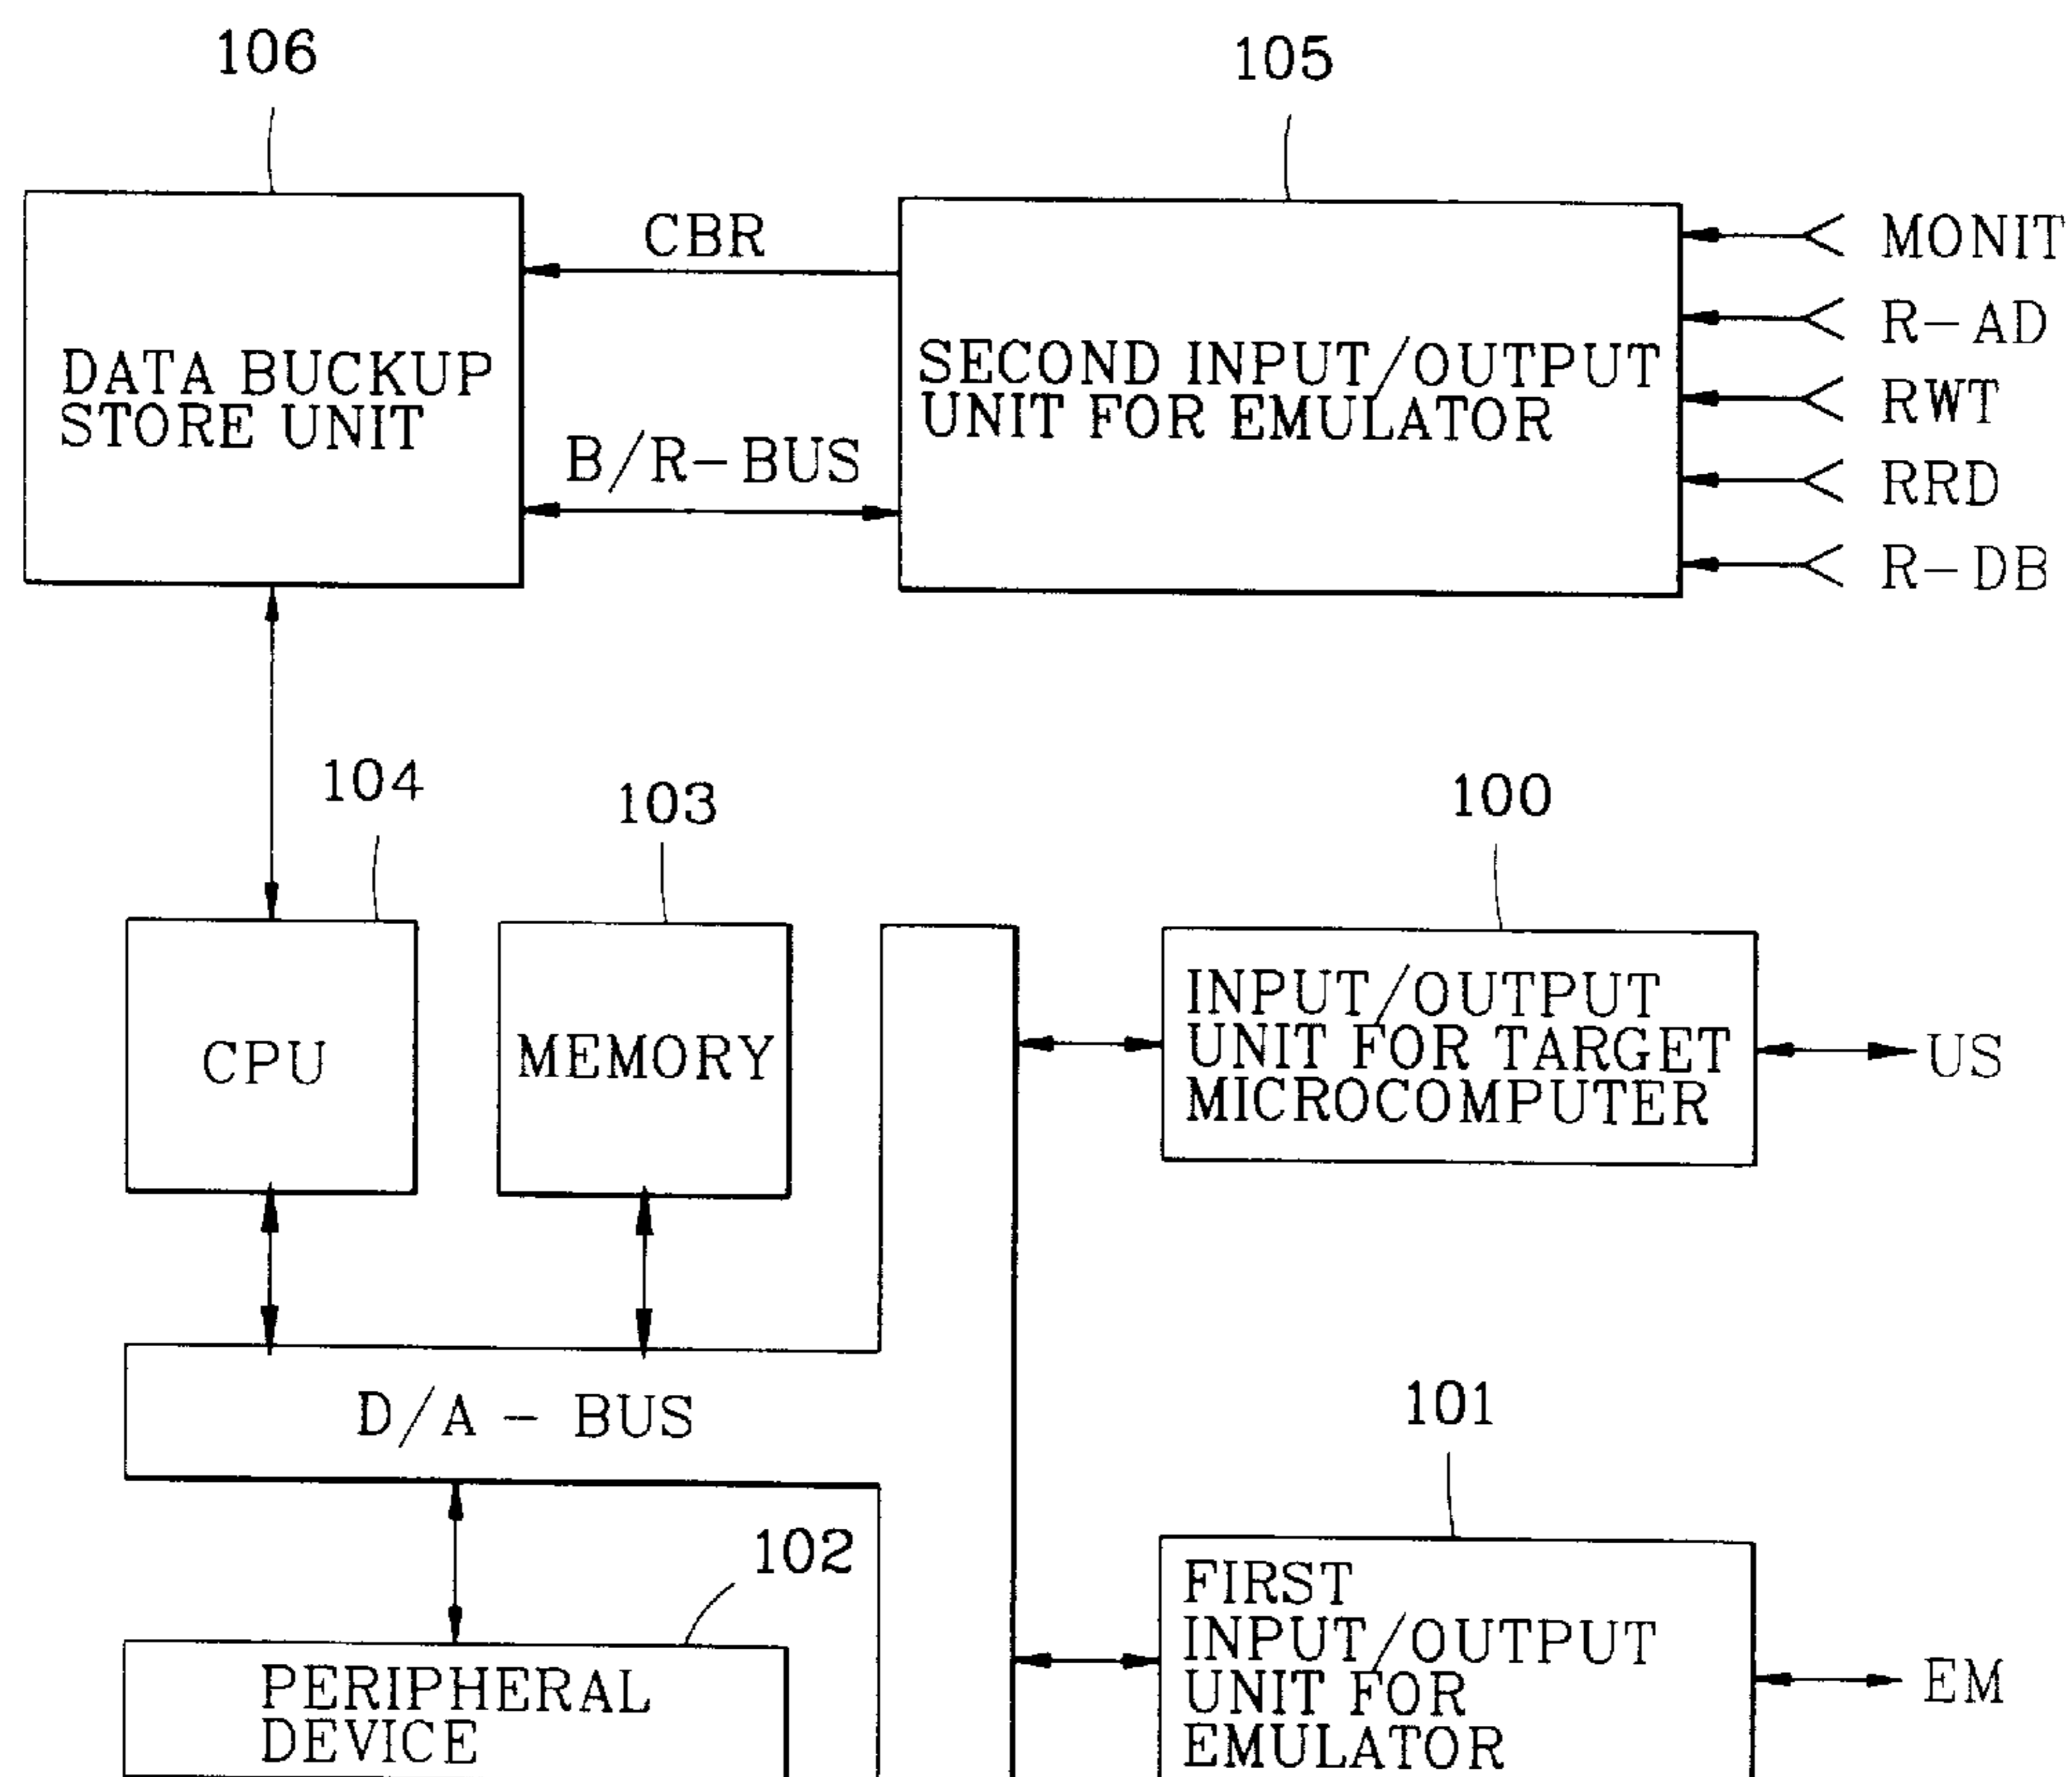 106
105
CBR
MONIT
R-AD
DATA BUCKUP
STORE UNIT
SECOND INPUT/OUTPUT
UNIT FOR EMULATOR
RWT
B/R-BUS
RRD
R-DB
104
103
100
CPU
MEMORY
INPUT/OUTPUT
UNIT FOR TARGET
MICROCOMPUTER
US
D/A - BUS
101
102
PERIPHERAL
DEVICE
FIRST
INPUT/OUTPUT
UNIT FOR
EMULATOR
EM